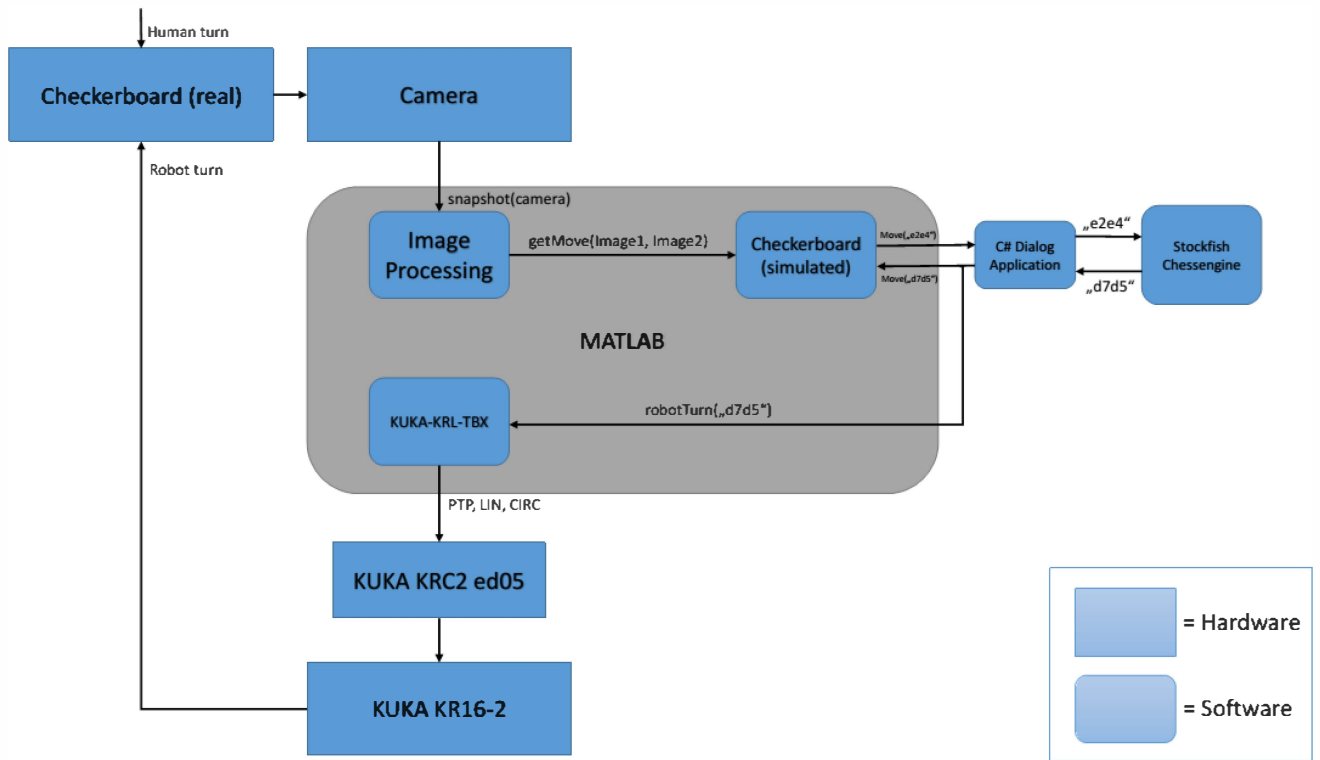 Human turn
Checkerboard (real)
Camera
Robot turn
snapshot(camera)
Image
Processing
getMove(Image1, Image2)
Checkerboard
(simulated)
Move(„e2e4“)
Move(„d7d5“)
C# Dialog
Application
„e2e4“
„d7d5“
Stockfish
Chessengine
MATLAB
KUKA-KRL-TBX
robotTurn(„d7d5“)
PTP, LIN, CIRC
KUKA KRC2 ed05
KUKA KR16-2
= Hardware
= Software